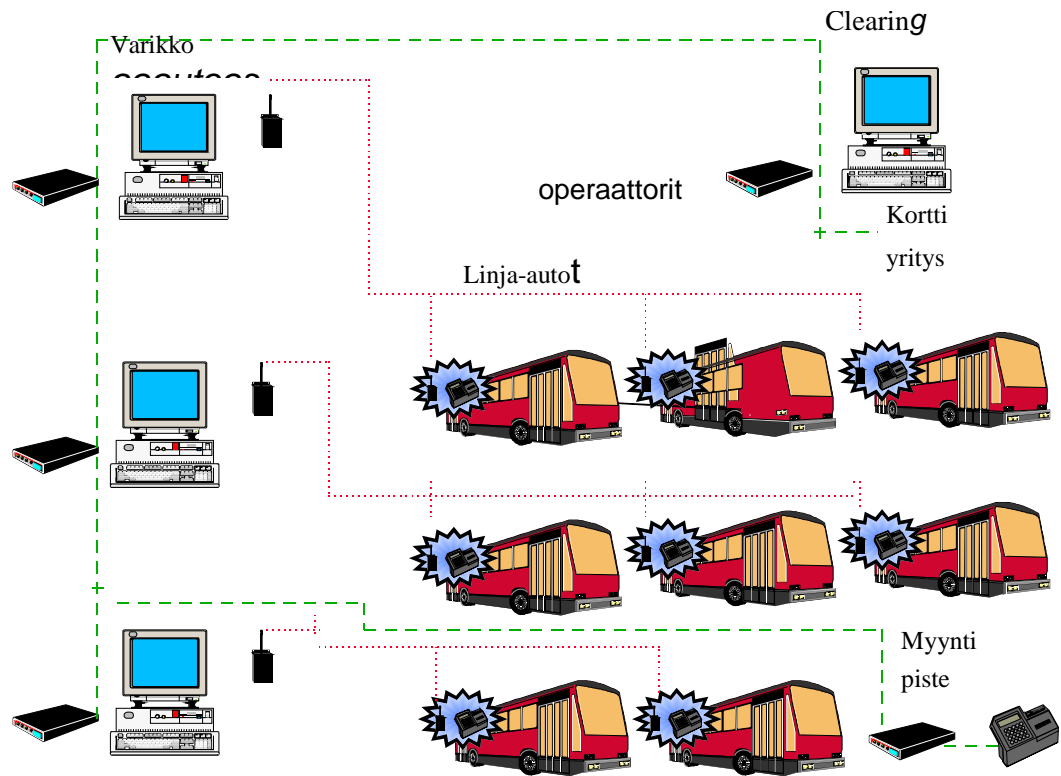 Clearing
Varikko
operaattorit
Kortti
yritys
Linja-autot
Myynti
piste